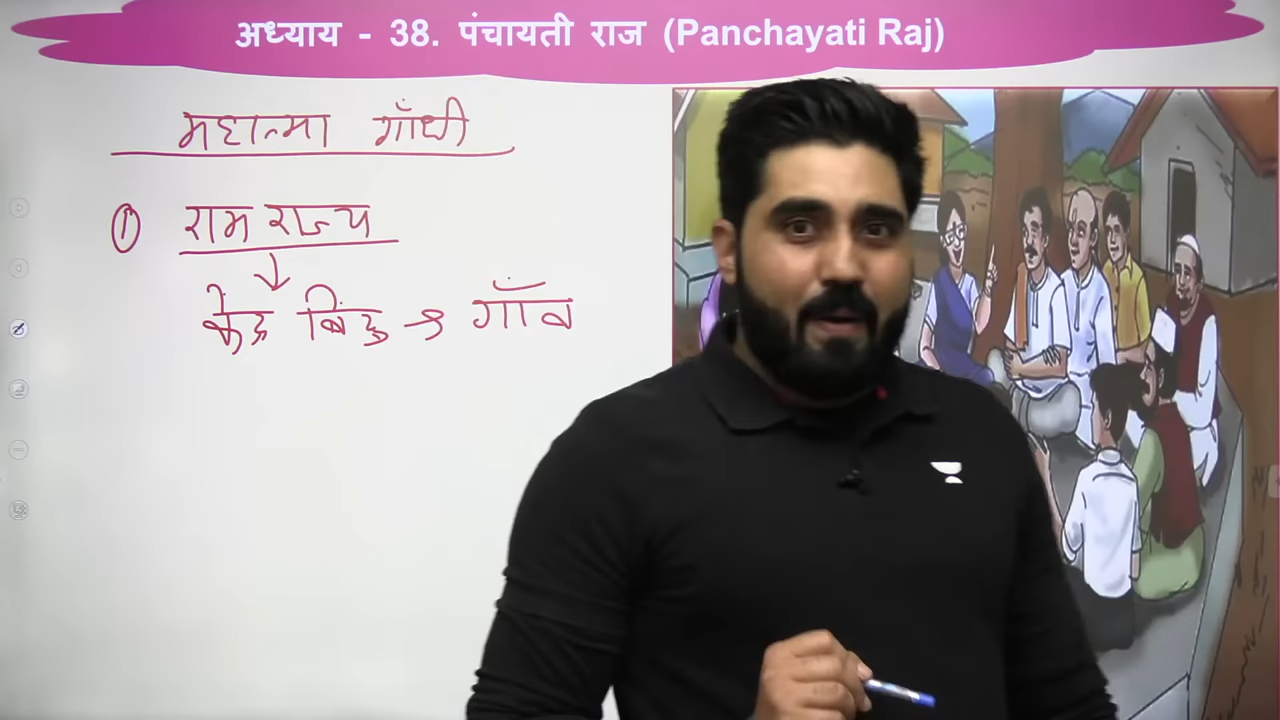 अध्याय - 38. पंचायती राज (Panchayati Raj)
महात्मा गाँधी
① राम राज्य
↓
केंद्र बिंदु → गाँव